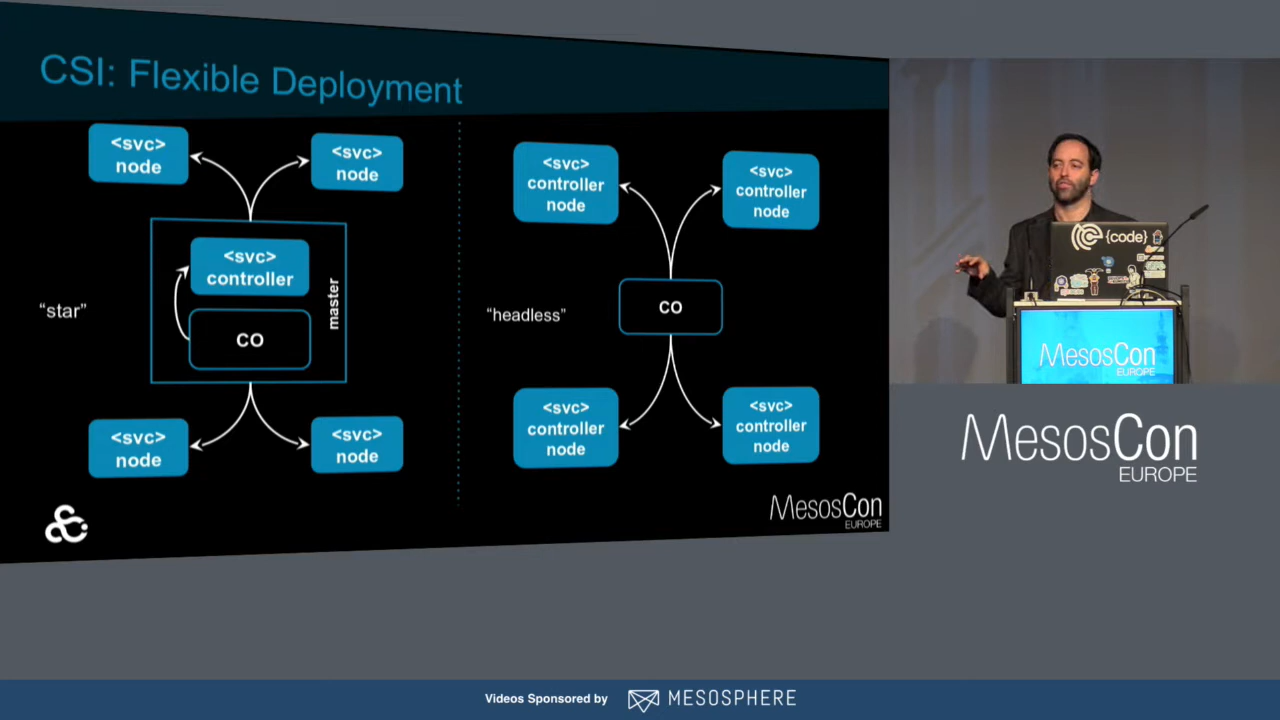 CSI: Flexible Deployment
<svc>
node
<svc>
node
<svc>
controller
CO
master
"star"
<svc>
node
<svc>
node
<svc>
controller
node
<svc>
controller
node
CO
"headless"
<svc>
controller
node
<svc>
controller
node
MesosCon
EUROPE
{code}
MesosCon
EUROPE
MesosCon
EUROPE
Videos Sponsored by
MESOSPHERE